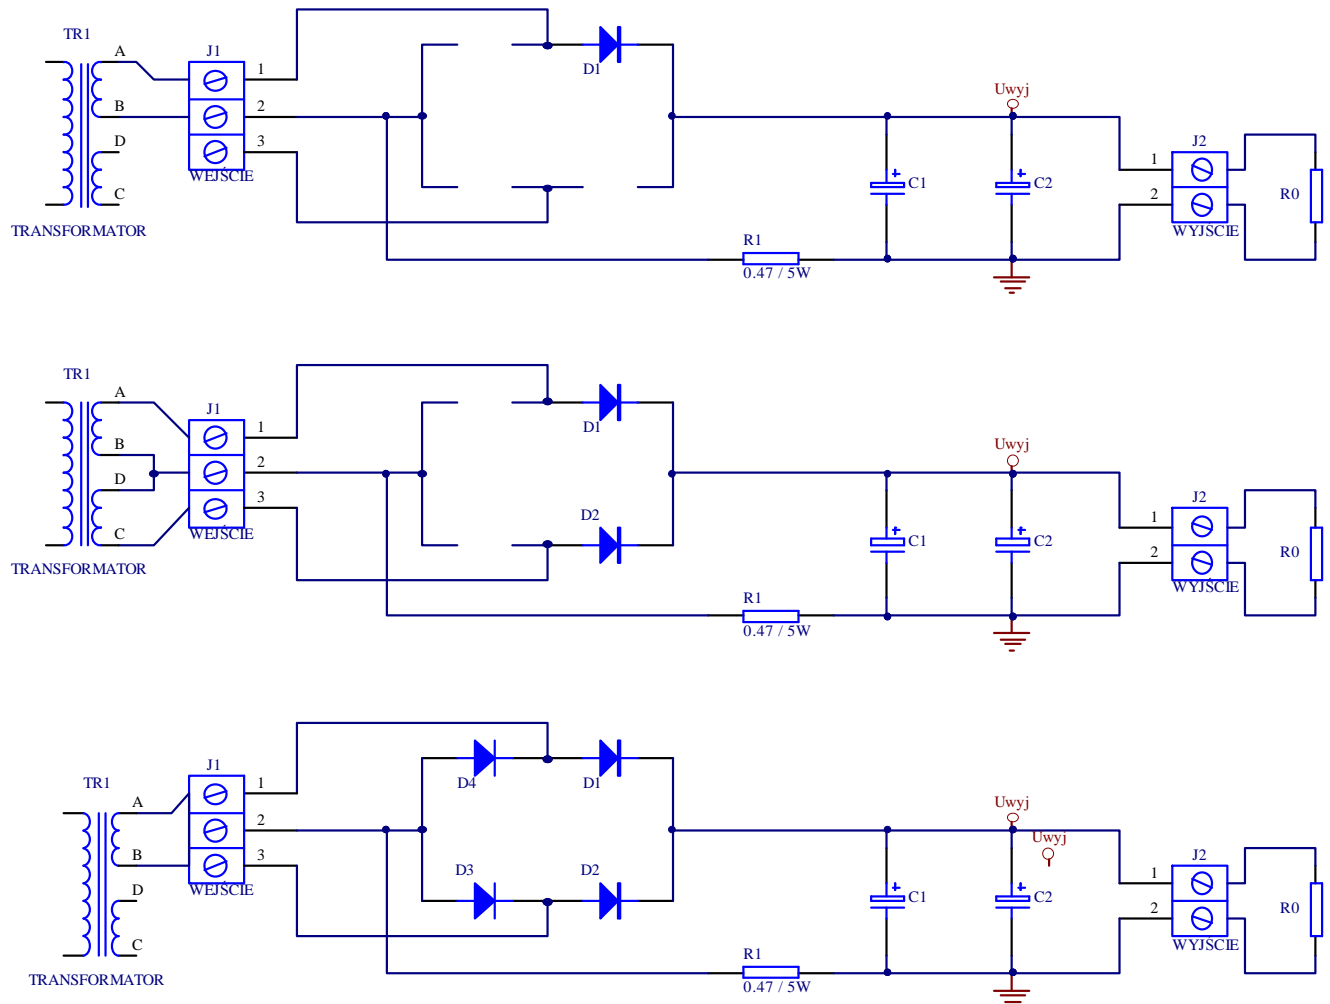 TR1
A
J1
1
D1
Uwyj
B
2
D
3
J2
1
WEJŚCIE
C
C1
C2
2
R0
TRANSFORMATOR
WYJŚCIE
R1
0.47 / 5W
TR1
A
J1
1
D1
Uwyj
B
2
D
3
D2
J2
1
WEJŚCIE
C
C1
C2
2
R0
TRANSFORMATOR
WYJŚCIE
R1
0.47 / 5W
TR1
J1
1
D4
D1
A
2
Uwyj
Uwyj
B
3
D3
D2
J2
1
WEJŚCIE
D
C1
C2
2
R0
C
WYJŚCIE
TRANSFORMATOR
R1
0.47 / 5W